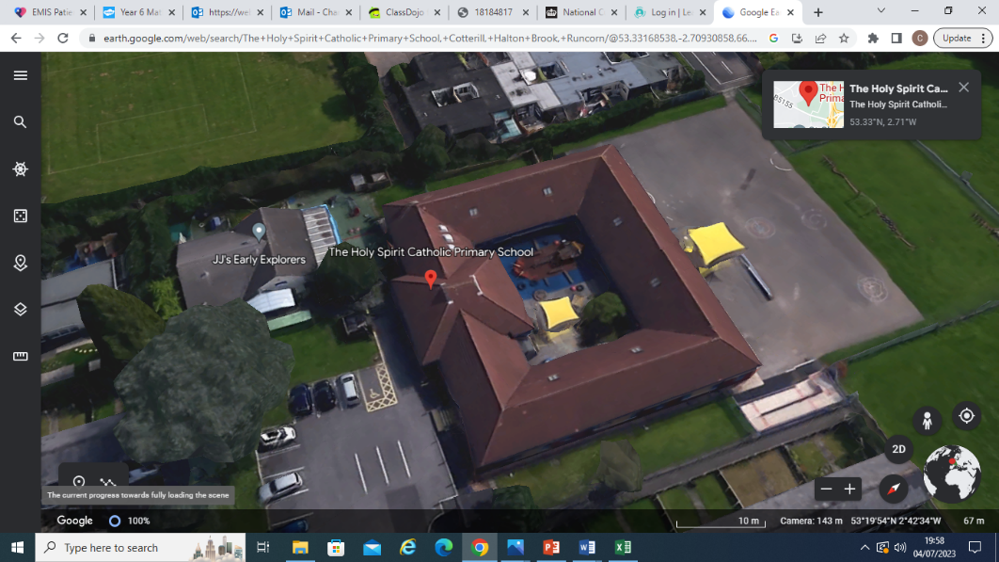 EMIS Patie
Year 6 Mat
https://wel
Mail - Cha
ClassDojo
18184817
National C
Log in | Le
Google Ea
earth.google.com/web/search/The+Holy+Spirit+Catholic+Primary+School,+Cotterill,+Halton+Brook,+Runcorn/@53.33168538,-2.70930858,66....
G
C
Update
The H
Prima
B5155
The Holy Spirit Ca...
The Holy Spirit Catholi...
53.33°N, 2.71°W
JJ's Early Explorers
The Holy Spirit Catholic Primary School
2D
The current progress towards fully loading the scene
Google
100%
10 m
Camera: 143 m
53°19'54"N 2°42'34"W
67 m
Type here to search
19:58
04/07/2023